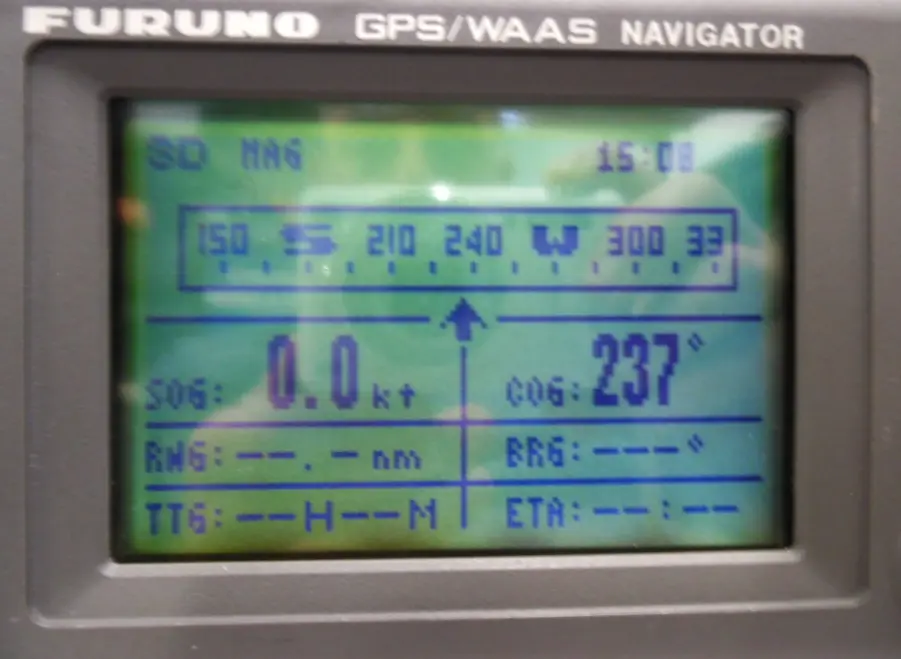 FURUNO GPS/WAAS NAVIGATOR
3D MAG 15:08
150 S 210 240 W 300 33
SOG: 0.0 kt COG: 237°
RNG: --.- nm BRG: ---°
TTG: --H--M ETA: --:--